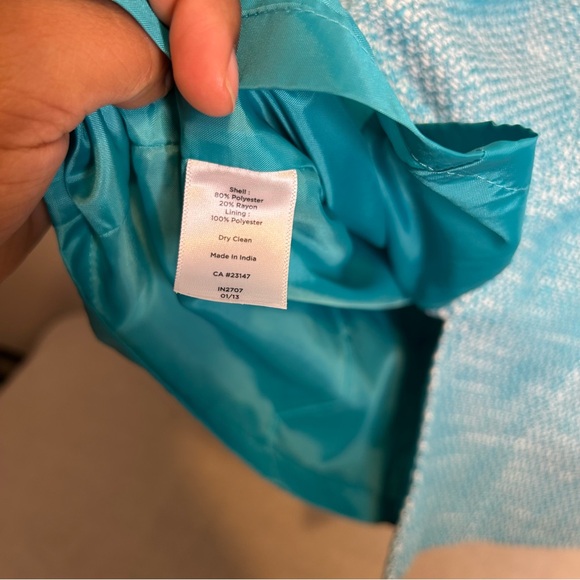 Shell :
80% Polyester
20% Rayon
Lining :
100% Polyester
Dry Clean
Made in India
CA #23147
IN2707
01/13